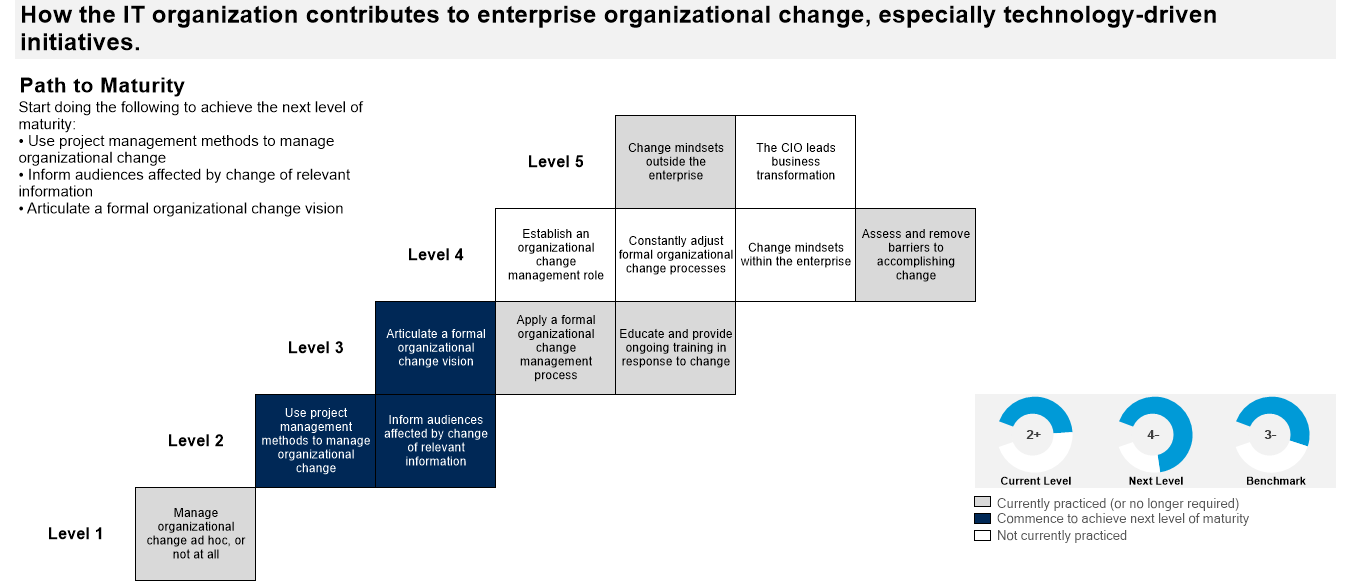 How the IT organization contributes to enterprise organizational change, especially technology-driven
initiatives.
Path to Maturity
Start doing the following to achieve the next level of
maturity:
• Use project management methods to manage
organizational change
• Inform audiences affected by change of relevant
information
• Articulate a formal organizational change vision
Level 5
Change mindsets
outside the
enterprise
The CIO leads
business
transformation
Level 4
Establish an
organizational
change
management role
Constantly adjust
formal organizational
change processes
Change mindsets
within the enterprise
Assess and remove
barriers to
accomplishing
change
Level 3
Articulate a formal
organizational
change vision
Apply a formal
organizational
change
management
process
Educate and provide
ongoing training in
response to change
Level 2
Use project
management
methods to manage
organizational
change
Inform audiences
affected by change
of relevant
information
Level 1
Manage
organizational
change ad hoc, or
not at all
2+
Current Level
4-
Next Level
3-
Benchmark
Currently practiced (or no longer required)
Commence to achieve next level of maturity
Not currently practiced